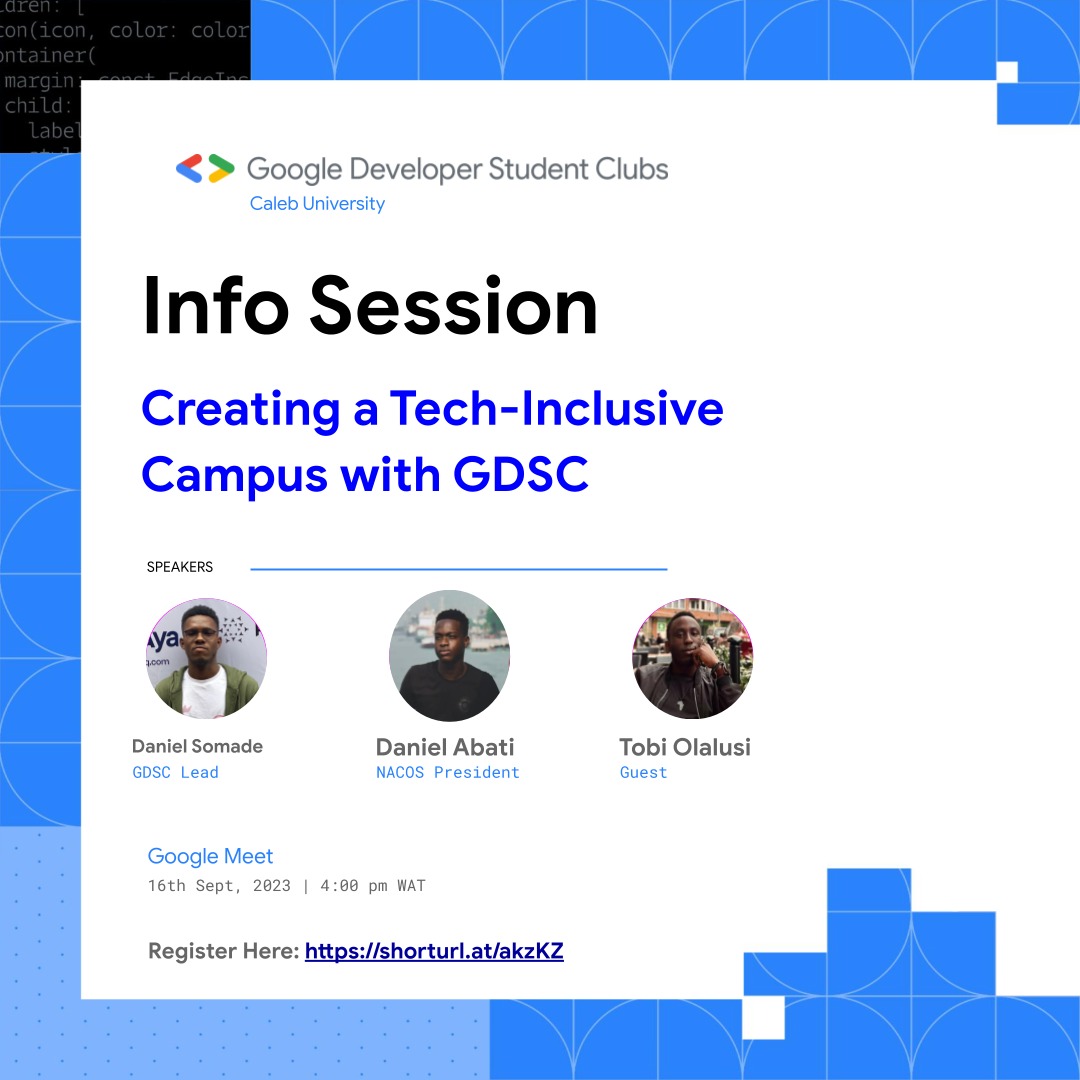 ldren: [
con(icon, color: color
ontainer(
margin: const EdgeIns
child:
label
Google Developer Student Clubs
Caleb University
Info Session
Creating a Tech-Inclusive
Campus with GDSC
SPEAKERS
Aya
q.com
Daniel Somade
GDSC Lead
Daniel Abati
NACOS President
Tobi Olalusi
Guest
Google Meet
16th Sept, 2023 | 4:00 pm WAT
Register Here: https://shorturl.at/akzKZ